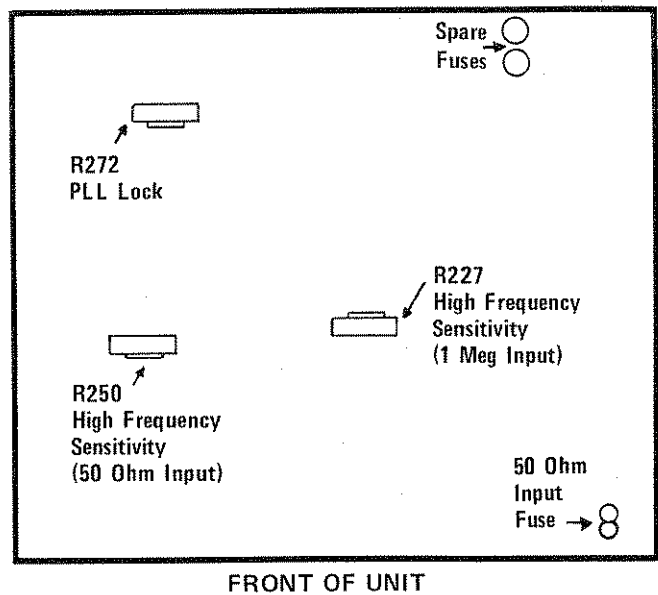 Spare
Fuses
R272
PLL Lock
R227
High Frequency
Sensitivity
(1 Meg Input)
R250
High Frequency
Sensitivity
(50 Ohm Input)
50 Ohm
Input
Fuse
FRONT OF UNIT